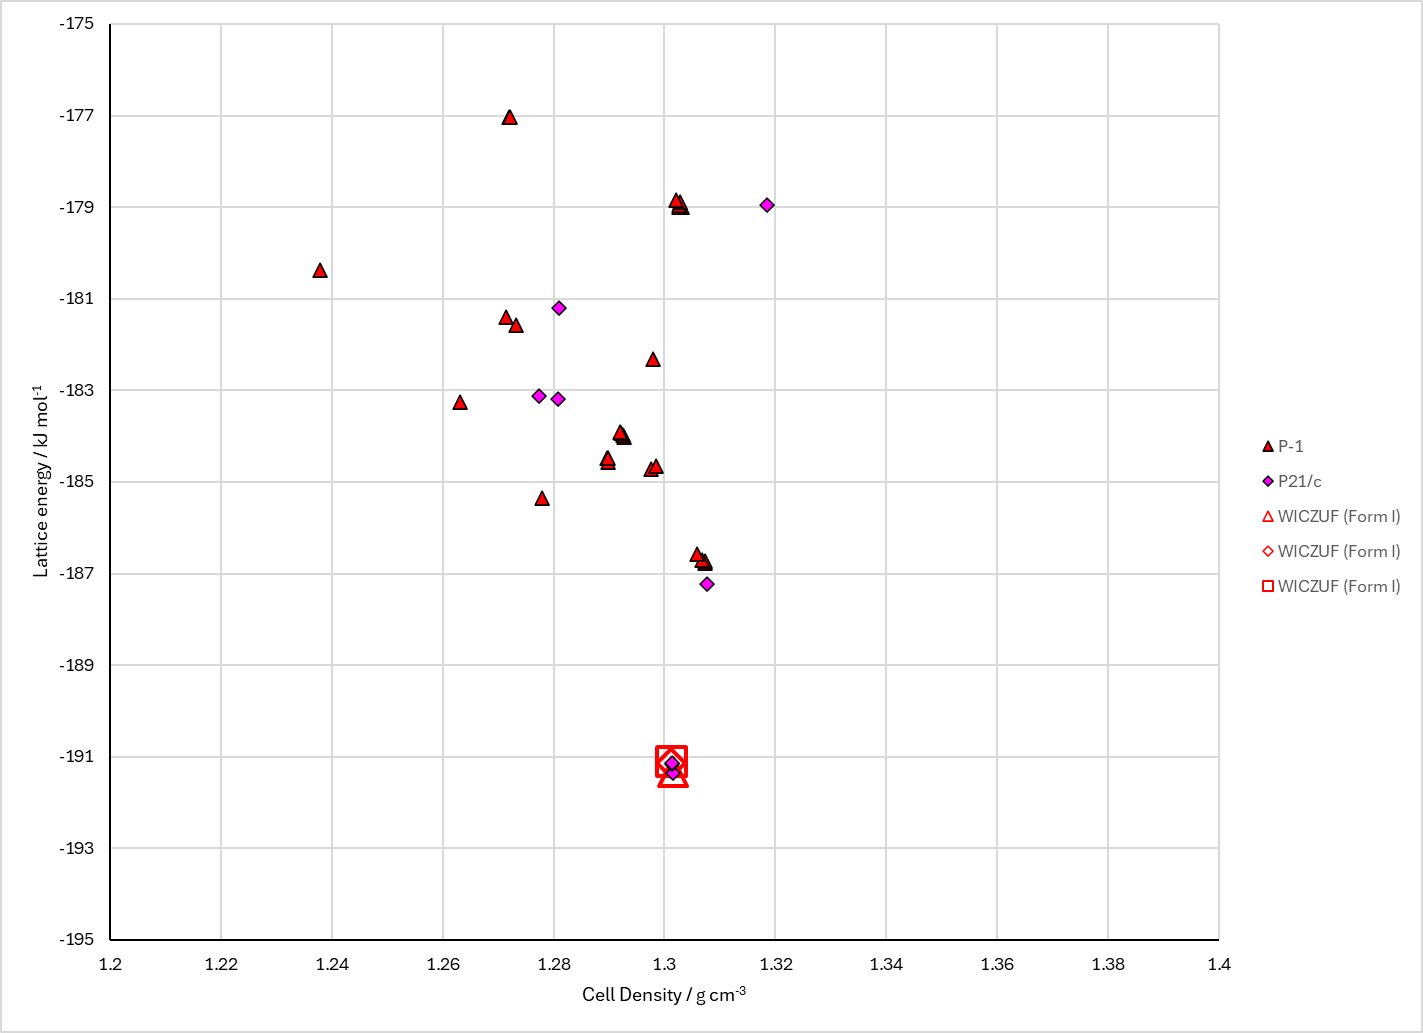 -175
-177
-179
-181
-183
-185
-187
-189
-191
-193
-195
Lattice energy / kJ mol-1
1.2 1.22 1.24 1.26 1.28 1.3 1.32 1.34 1.36 1.38 1.4
Cell Density / g cm-3
P-1
P21/c
WICZUF (Form I)
WICZUF (Form I)
WICZUF (Form I)